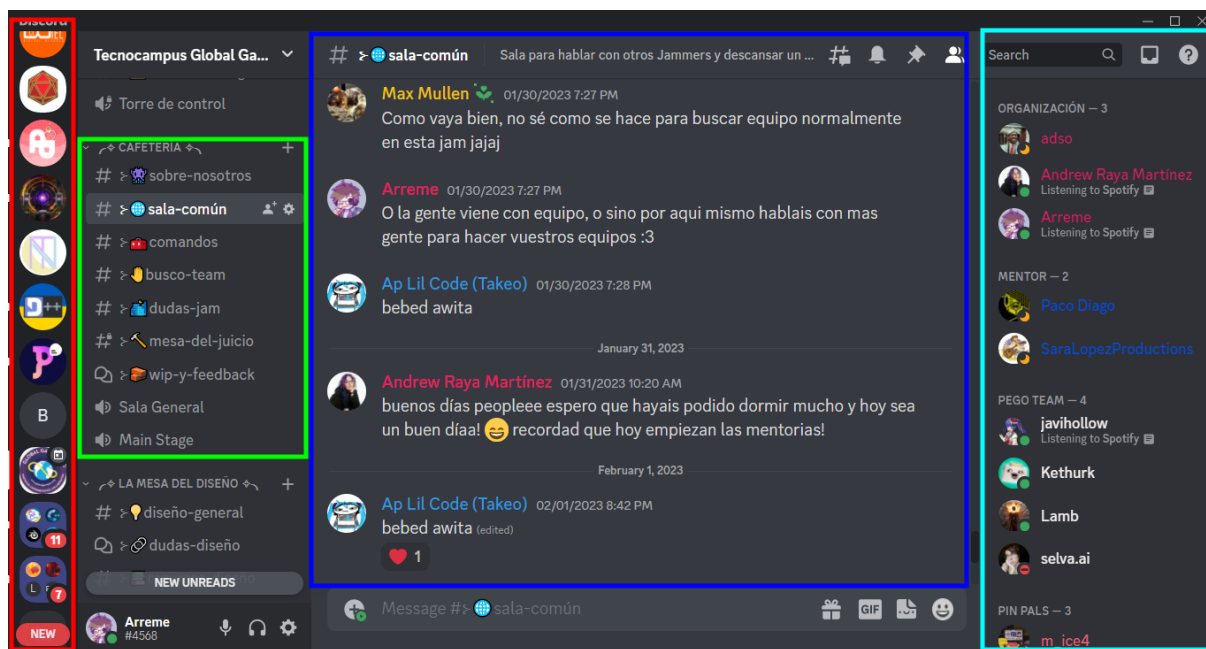 Discord
Tecnocampus Global Ga...
Torre de control
CAFETERIA
sobre-nosotros
sala-común
comandos
busco-team
dudas-jam
mesa-del-juicio
wip-y-feedback
Sala General
Main Stage
LA MESA DEL DISEÑO
diseño-general
dudas-diseño
NEW UNREADS
Arreme
#4568
B
11
L
7
NEW
sala-común
Sala para hablar con otros Jammers y descansar un ...
Max Mullen 01/30/2023 7:27 PM
Como vaya bien, no sé como se hace para buscar equipo normalmente
en esta jam jajaj
Arreme 01/30/2023 7:27 PM
O la gente viene con equipo, o sino por aqui mismo hablais con mas
gente para hacer vuestros equipos :3
Ap Lil Code (Takeo) 01/30/2023 7:28 PM
bebed awita
January 31, 2023
Andrew Raya Martínez 01/31/2023 10:20 AM
buenos días peopleee espero que hayais podido dormir mucho y hoy sea
un buen díaa! 😄 recordad que hoy empiezan las mentorias!
February 1, 2023
Ap Lil Code (Takeo) 02/01/2023 8:42 PM
bebed awita (edited)
❤️ 1
Message #sala-común
GIF
Search
ORGANIZACIÓN — 3
adso
Andrew Raya Martínez
Listening to Spotify
Arreme
Listening to Spotify
MENTOR — 2
Paco Diago
SaraLopezProductions
PEGO TEAM — 4
javihollow
Listening to Spotify
Kethurk
Lamb
selva.ai
PIN PALS — 3
m_ice4